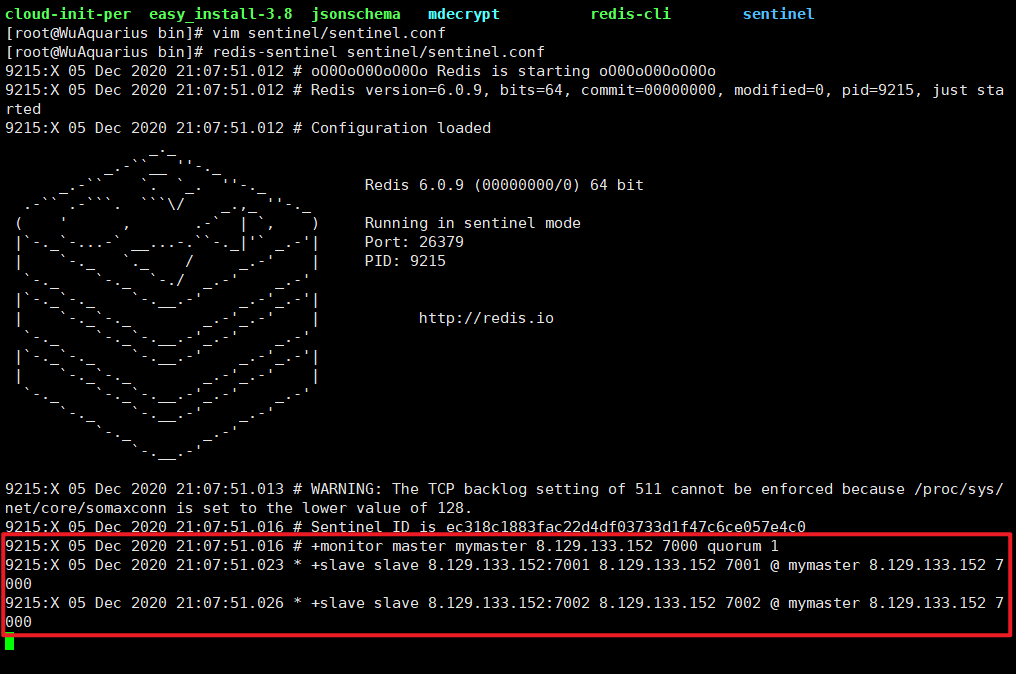 cloud-init-per  easy_install-3.8  jsonschema   mdecrypt          redis-cli        sentinel
[root@WuAquarius bin]# vim sentinel/sentinel.conf
[root@WuAquarius bin]# redis-sentinel sentinel/sentinel.conf
9215:X 05 Dec 2020 21:07:51.012 # oO0OoO0OoO0Oo Redis is starting oO0OoO0OoO0Oo
9215:X 05 Dec 2020 21:07:51.012 # Redis version=6.0.9, bits=64, commit=00000000, modified=0, pid=9215, just sta
rted
9215:X 05 Dec 2020 21:07:51.012 # Configuration loaded
Redis 6.0.9 (00000000/0) 64 bit
Running in sentinel mode
Port: 26379
PID: 9215
http://redis.io
9215:X 05 Dec 2020 21:07:51.013 # WARNING: The TCP backlog setting of 511 cannot be enforced because /proc/sys/
net/core/somaxconn is set to the lower value of 128.
9215:X 05 Dec 2020 21:07:51.016 # Sentinel ID is ec318c1883fac22d4df03733d1f47c6ce057e4c0
9215:X 05 Dec 2020 21:07:51.016 # +monitor master mymaster 8.129.133.152 7000 quorum 1
9215:X 05 Dec 2020 21:07:51.023 * +slave slave 8.129.133.152:7001 8.129.133.152 7001 @ mymaster 8.129.133.152 7
000
9215:X 05 Dec 2020 21:07:51.026 * +slave slave 8.129.133.152:7002 8.129.133.152 7002 @ mymaster 8.129.133.152 7
000